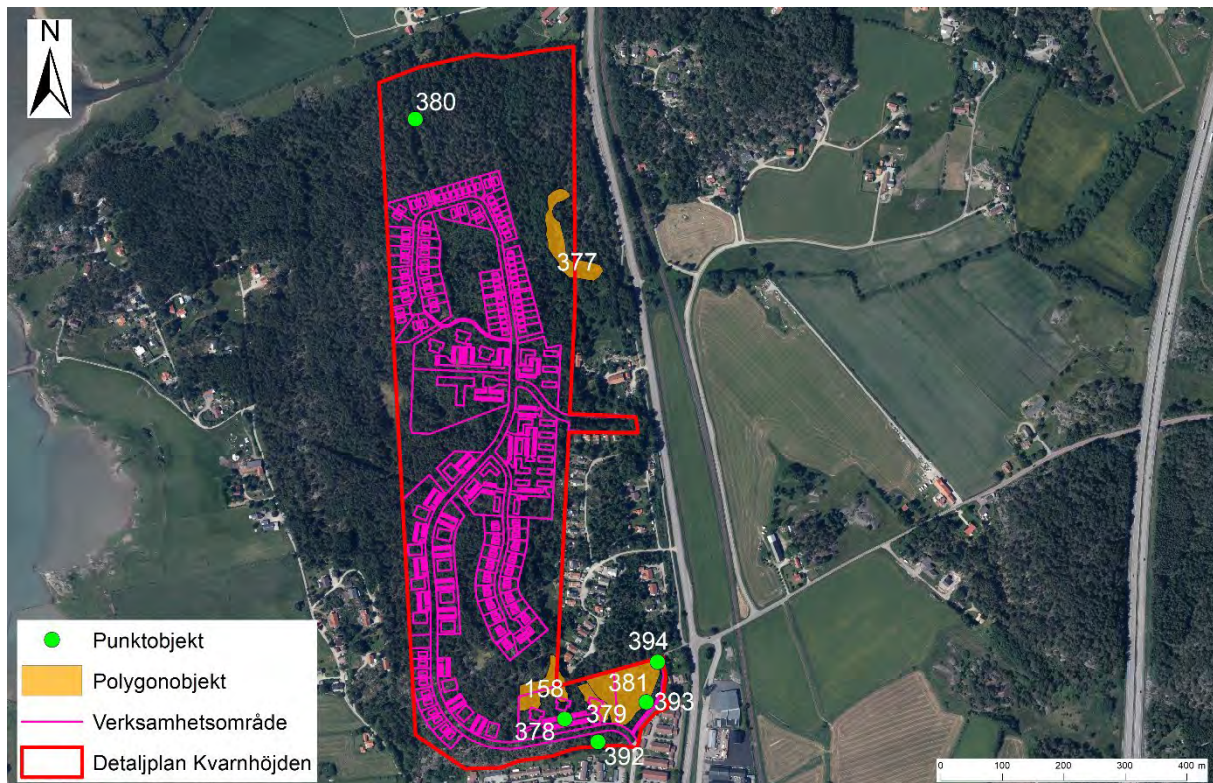 N
380
377
394
158
381
393
379
378
392
Punktobjekt
Polygonobjekt
Verksamhetsområde
Detaljplan Kvarnhöjden
0 100 200 300 400 m